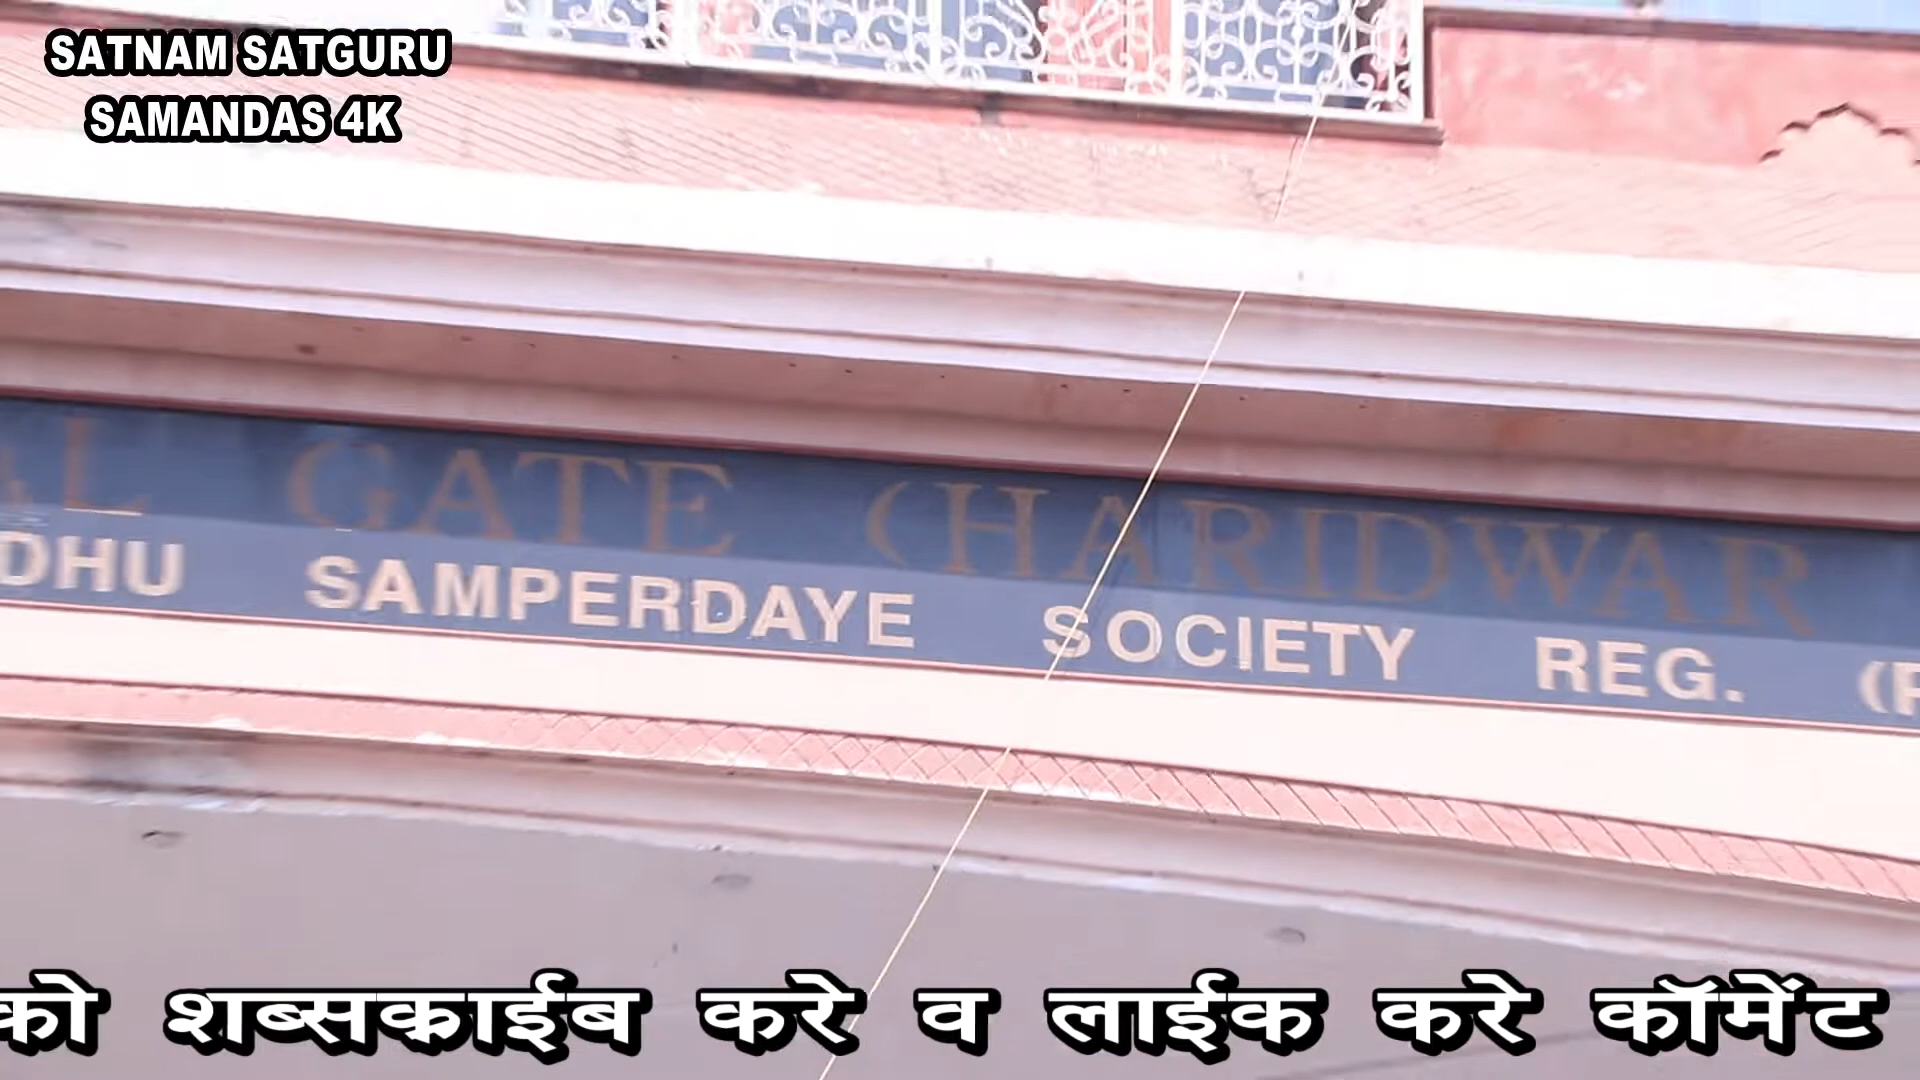 SATNAM SATGURU
SAMANDAS 4K
GATE (HARIDWAR
DHU SAMPERDAYE SOCIETY REG.
को शब्सकाईब करे व लाईक करे कॉमेंट